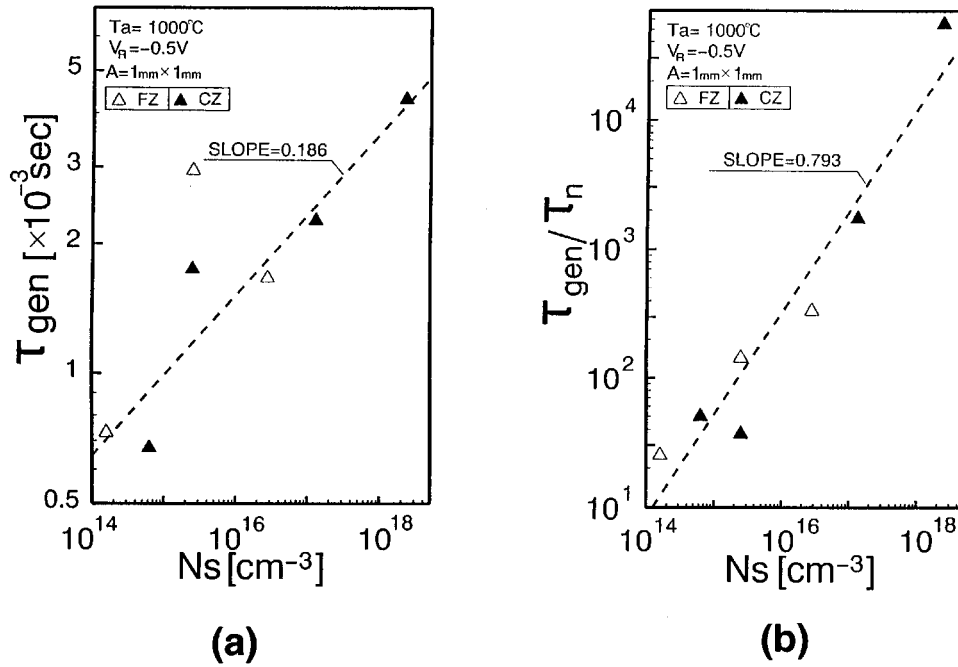 Ta= 1000℃
V_R=−0.5V
A=1mm×1mm
△ FZ ▲ CZ
SLOPE=0.186
τgen [×10⁻³sec]
5
3
2
1
0.5
10¹⁴ 10¹⁶ 10¹⁸
Ns [cm⁻³]
(a)
Ta= 1000℃
V_R=−0.5V
A=1mm×1mm
△ FZ ▲ CZ
SLOPE=0.793
τgen/τn
10⁴
10³
10²
10¹
10¹⁴ 10¹⁶ 10¹⁸
Ns [cm⁻³]
(b)